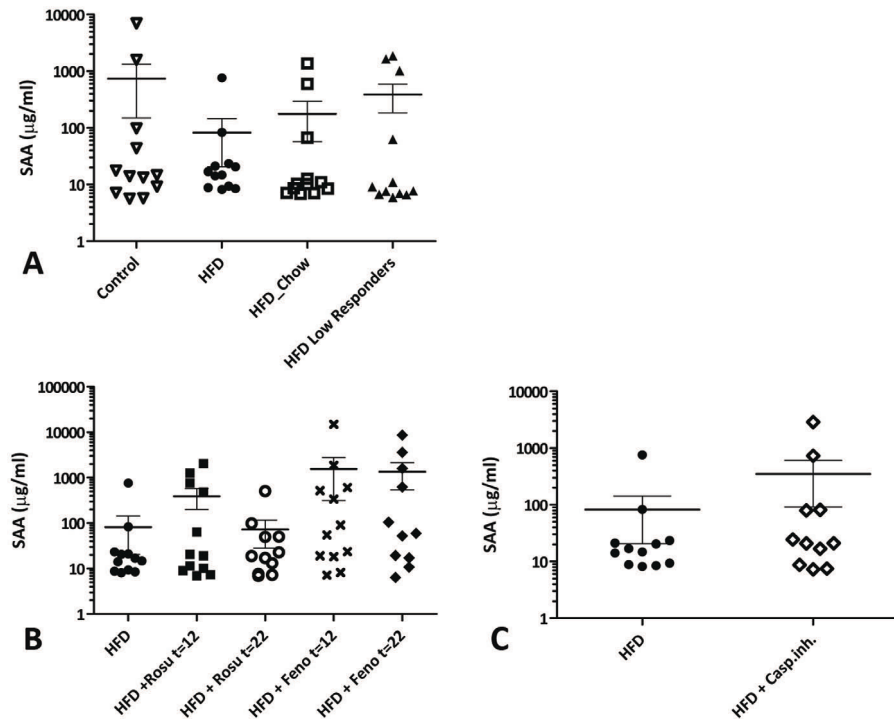 10000
1000
100
10
1
SAA (µg/ml)
Control
HFD
HFD_Chow
HFD Low Responders
A
100000
10000
1000
100
10
1
SAA (µg/ml)
HFD
HFD +Rosu t=12
HFD + Rosu t=22
HFD + Feno t=12
HFD + Feno t=22
B
10000
1000
100
10
1
SAA (µg/ml)
HFD
HFD + Casp.inh.
C